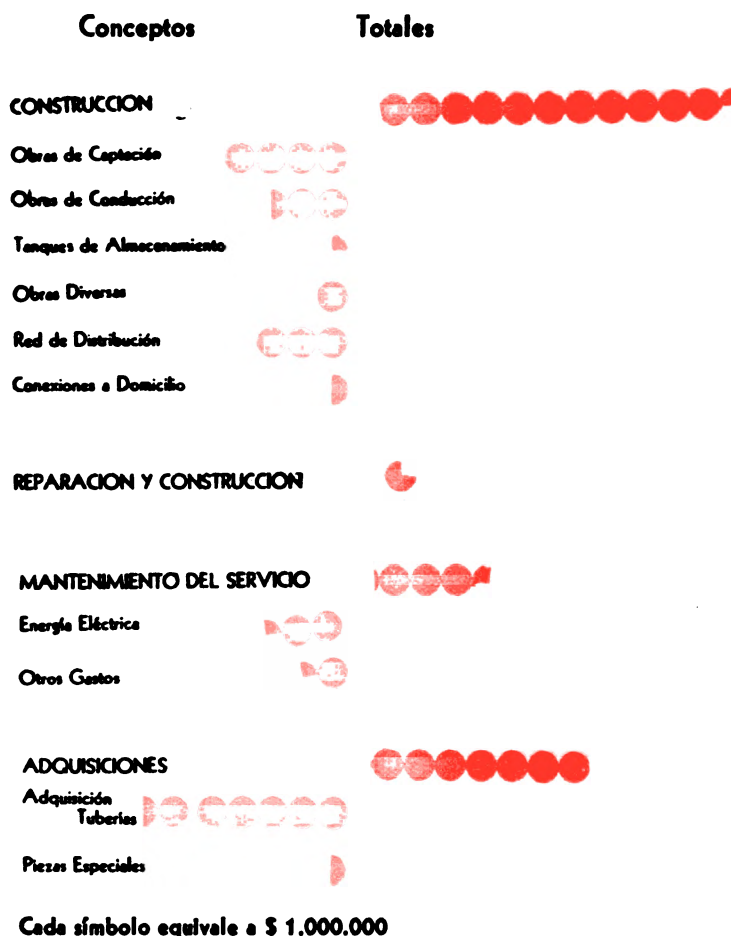 Conceptos Totales
CONSTRUCCION
Obras de Captación
Obras de Conducción
Tanques de Almacenamiento
Obras Diversas
Red de Distribución
Conexiones a Domicilio
REPARACION Y CONSTRUCCION
MANTENIMIENTO DEL SERVICIO
Energía Eléctrica
Otros Gastos
ADQUISICIONES
Adquisición
Tuberías
Piezas Especiales
Cada símbolo equivale a $ 1.000.000